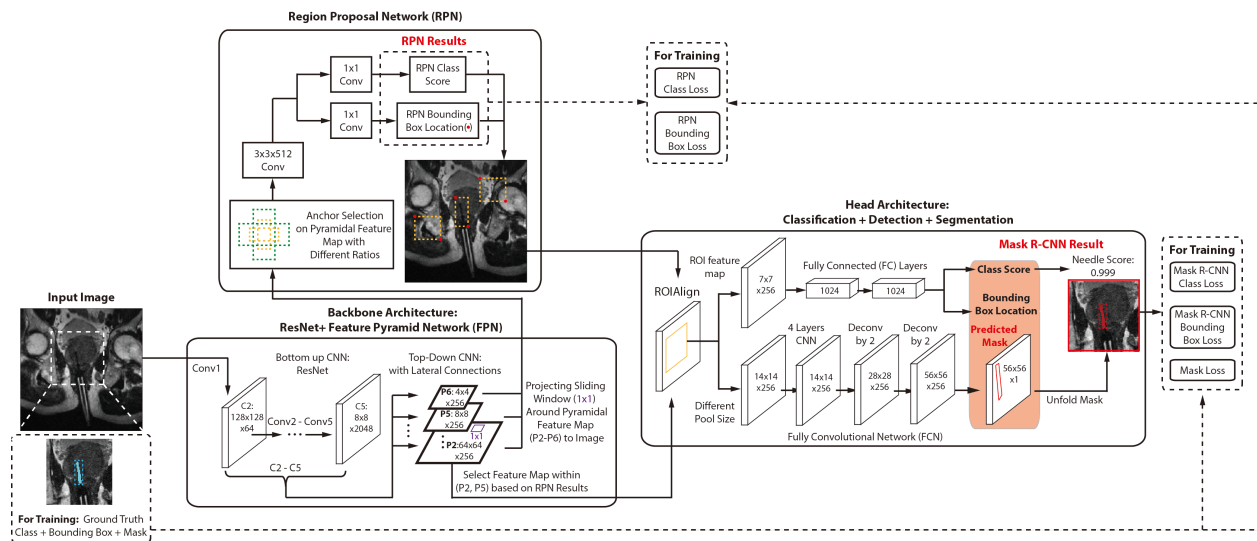 Region Proposal Network (RPN)
RPN Results
1x1
Conv
RPN Class
Score
1x1
Conv
RPN Bounding
Box Location(•)
3x3x512
Conv
Anchor Selection
on Pyramidal Feature
Map with
Different Ratios
For Training
RPN
Class Loss
RPN
Bounding
Box Loss
Input Image
For Training: Ground Truth
Class + Bounding Box + Mask
Backbone Architecture:
ResNet+ Feature Pyramid Network (FPN)
Conv1
Bottom up CNN:
ResNet
C2:
128x128
x64
Conv2 - Conv5
C5:
8x8
x2048
C2 - C5
Top-Down CNN:
with Lateral Connections
P6: 4x4
x256
P5: 8x8
x256
1x1
P2:64x64
x256
Projecting Sliding
Window (1x1)
Around Pyramidal
Feature Map
(P2-P6) to Image
Select Feature Map within
(P2, P5) based on RPN Results
Head Architecture:
Classification + Detection + Segmentation
ROIAlign
ROI feature
map
7x7
x256
Fully Connected (FC) Layers
1024
1024
Mask R-CNN Result
Class Score
Bounding
Box Location
Predicted
Mask
Needle Score:
0.999
Different
Pool Size
14x14
x256
4 Layers
CNN
14x14
x256
Deconv
by 2
28x28
x256
Deconv
by 2
56x56
x256
56x56
x1
Unfold Mask
Fully Convolutional Network (FCN)
For Training
Mask R-CNN
Class Loss
Mask R-CNN
Bounding
Box Loss
Mask Loss